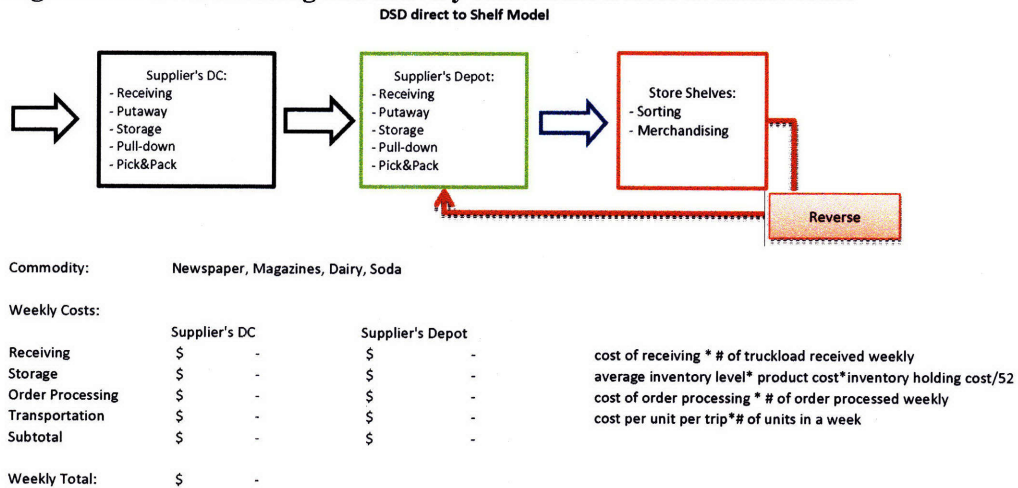 DSD direct to Shelf Model
Supplier's DC:
- Receiving
- Putaway
- Storage
- Pull-down
- Pick&Pack
Supplier's Depot:
- Receiving
- Putaway
- Storage
- Pull-down
- Pick&Pack
Store Shelves:
- Sorting
- Merchandising
Reverse
Commodity: Newspaper, Magazines, Dairy, Soda
Weekly Costs:
Supplier's DC Supplier's Depot
Receiving $ - $ - cost of receiving * # of truckload received weekly
Storage $ - $ - average inventory level* product cost*inventory holding cost/52
Order Processing $ - $ - cost of order processing * # of order processed weekly
Transportation $ - $ - cost per unit per trip*# of units in a week
Subtotal $ - $ -
Weekly Total: $ -